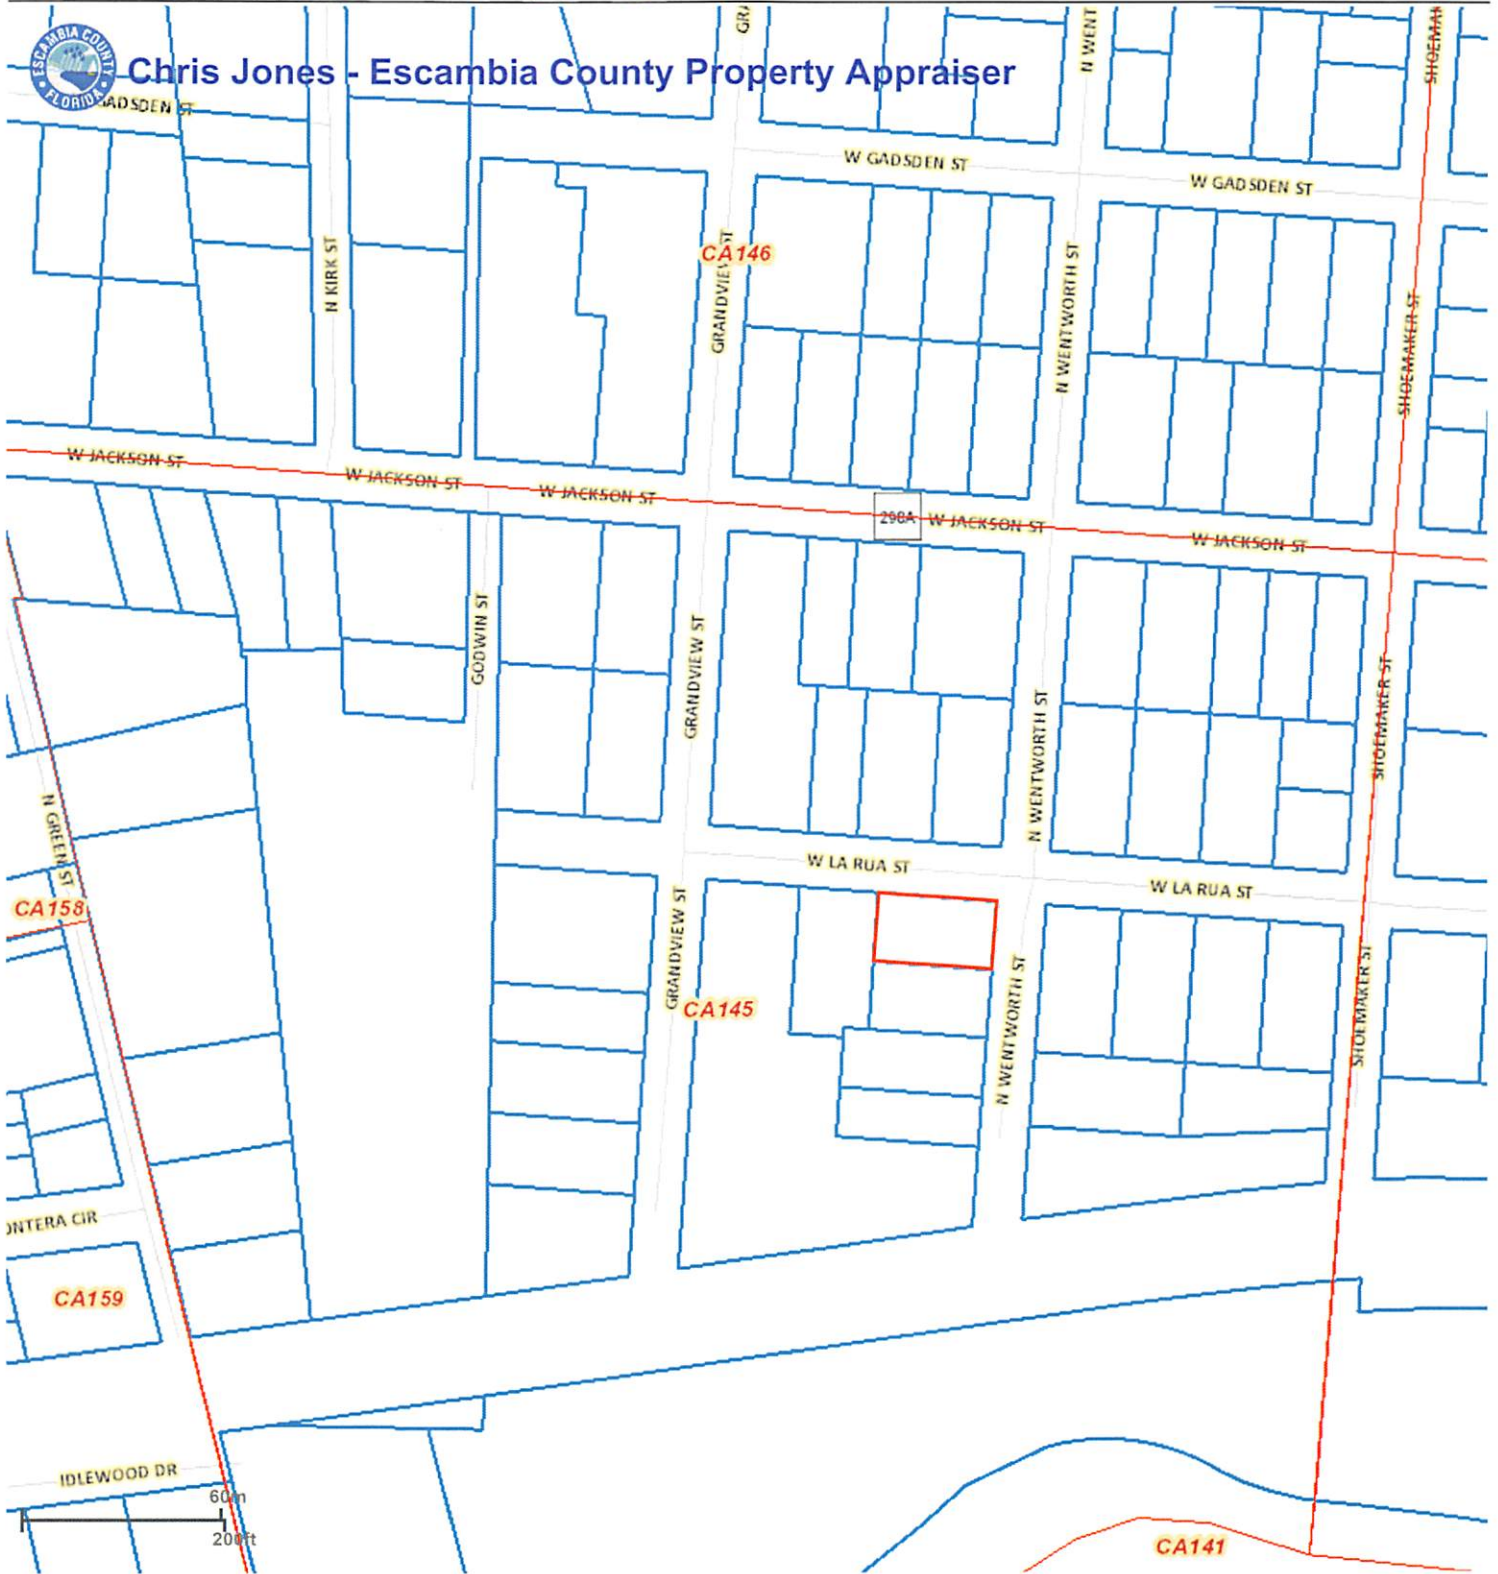 GRA
N WENT
SHOEMA
ESCAMBIA COUNTY
FLORIDA
Chris Jones - Escambia County Property Appraiser
GADSDEN ST
W GADSDEN ST
W GADSDEN ST
N KIRK ST
GRANDVIEW ST
CA146
N WENTWORTH ST
SHOEMAKER ST
W JACKSON ST
W JACKSON ST
W JACKSON ST
298A
W JACKSON ST
W JACKSON ST
GODWIN ST
GRANDVIEW ST
N WENTWORTH ST
SHOEMAKER ST
N GREEN ST
W LA RUA ST
W LA RUA ST
CA158
GRANDVIEW ST
CA145
N WENTWORTH ST
SHOEMAKER ST
ONTERA CIR
CA159
IDLEWOOD DR
60m
200ft
CA141